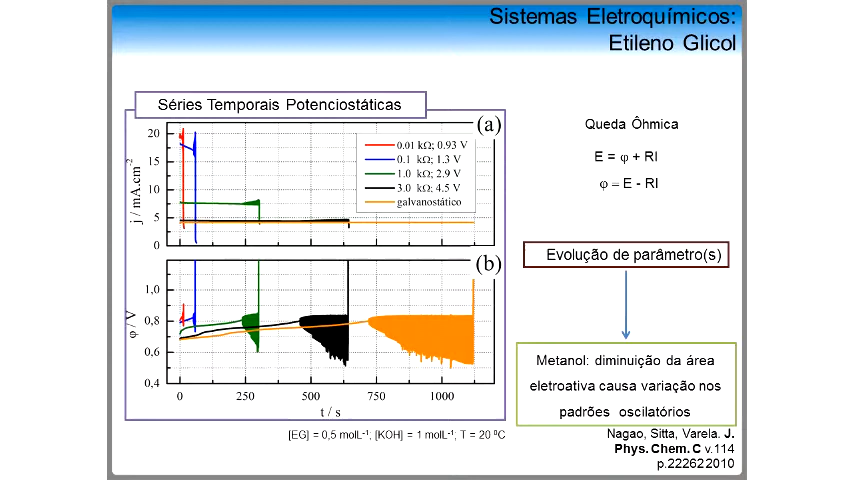 Sistemas Eletroquímicos:
Etileno Glicol
Séries Temporais Potenciostáticas
(a)
20
15
10
5
0
j / mA.cm-2
0.01 kΩ; 0.93 V
0.1 kΩ; 1.3 V
1.0 kΩ; 2.9 V
3.0 kΩ; 4.5 V
galvanostático
(b)
1,0
0,8
0,6
0,4
φ / V
0 250 500 750 1000
t / s
[EG] = 0,5 molL-1; [KOH] = 1 molL-1; T = 20 ºC
Queda Ôhmica
E = φ + RI
φ = E - RI
Evolução de parâmetro(s)
Metanol: diminuição da área
eletroativa causa variação nos
padrões oscilatórios
Nagao, Sitta, Varela. J.
Phys. Chem. C v.114
p.22262 2010